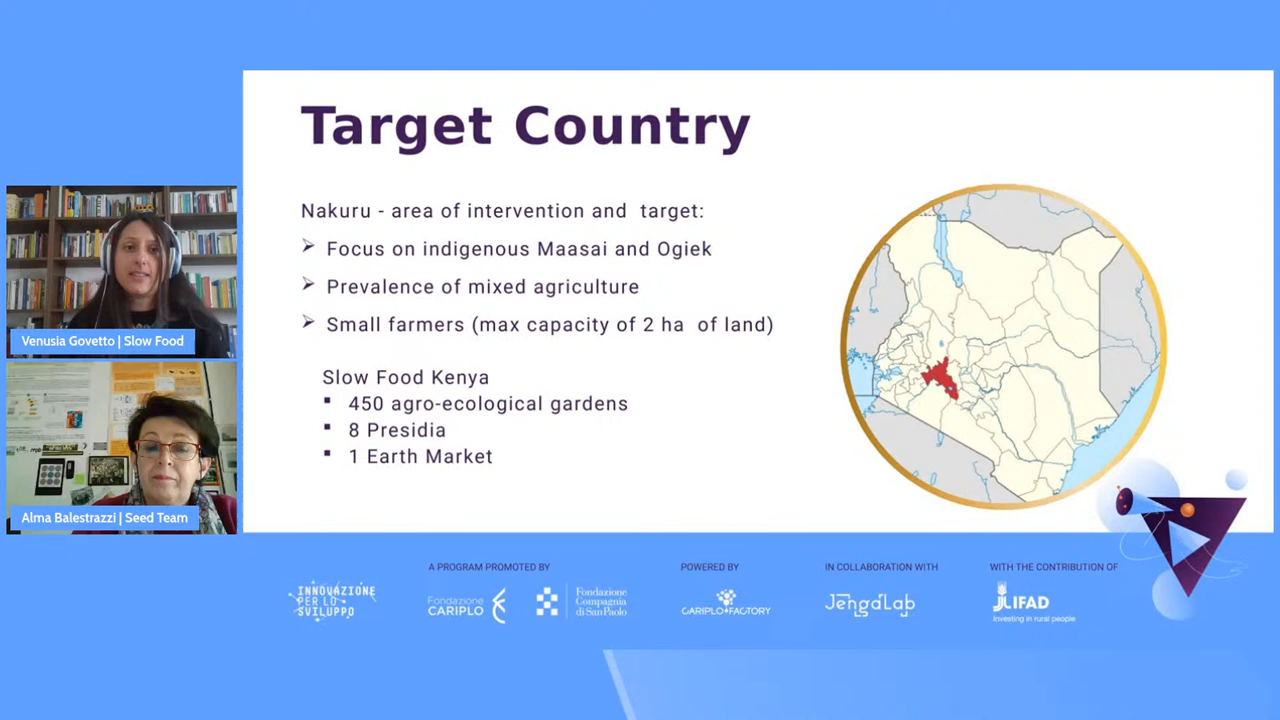 Target Country
Nakuru - area of intervention and target:
Focus on indigenous Maasai and Ogiek
Prevalence of mixed agriculture
Small farmers (max capacity of 2 ha of land)
Slow Food Kenya
450 agro-ecological gardens
8 Presidia
1 Earth Market
Venusia Govetto | Slow Food
Alma Balestrazzi | Seed Team
A PROGRAM PROMOTED BY
POWERED BY
IN COLLABORATION WITH
WITH THE CONTRIBUTION OF
INNOVAZIONE
PER LO
SVILUPPO
Fondazione
CARIPLO
Fondazione
Compagnia
di SanPaolo
CARIPLO FACTORY
JengaLab
JLIFAD
Investing in rural people